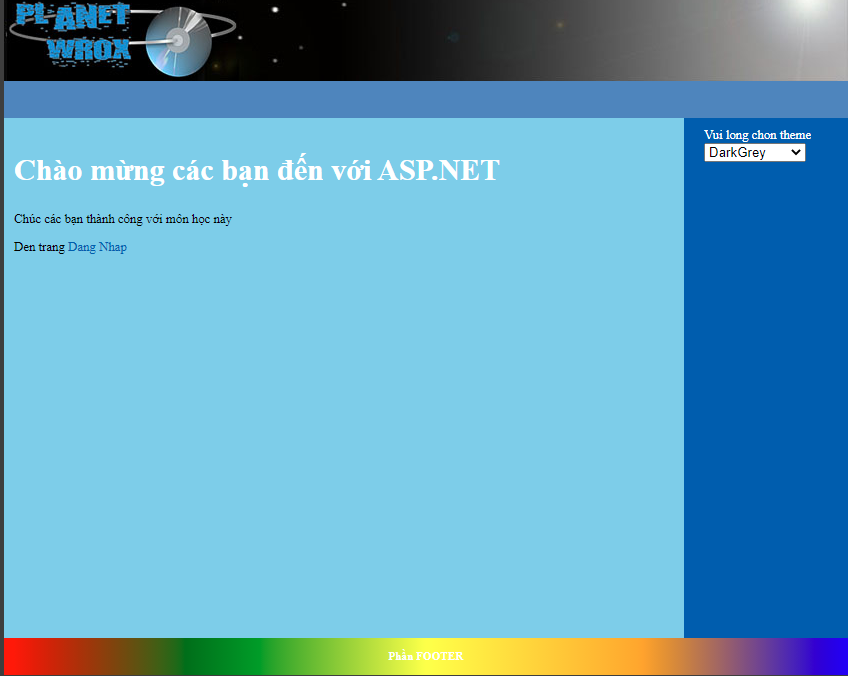 PLANET
WROX
Vui long chon theme
DarkGrey
Chào mừng các bạn đến với ASP.NET
Chúc các bạn thành công với môn học này
Den trang Dang Nhap
Phần FOOTER